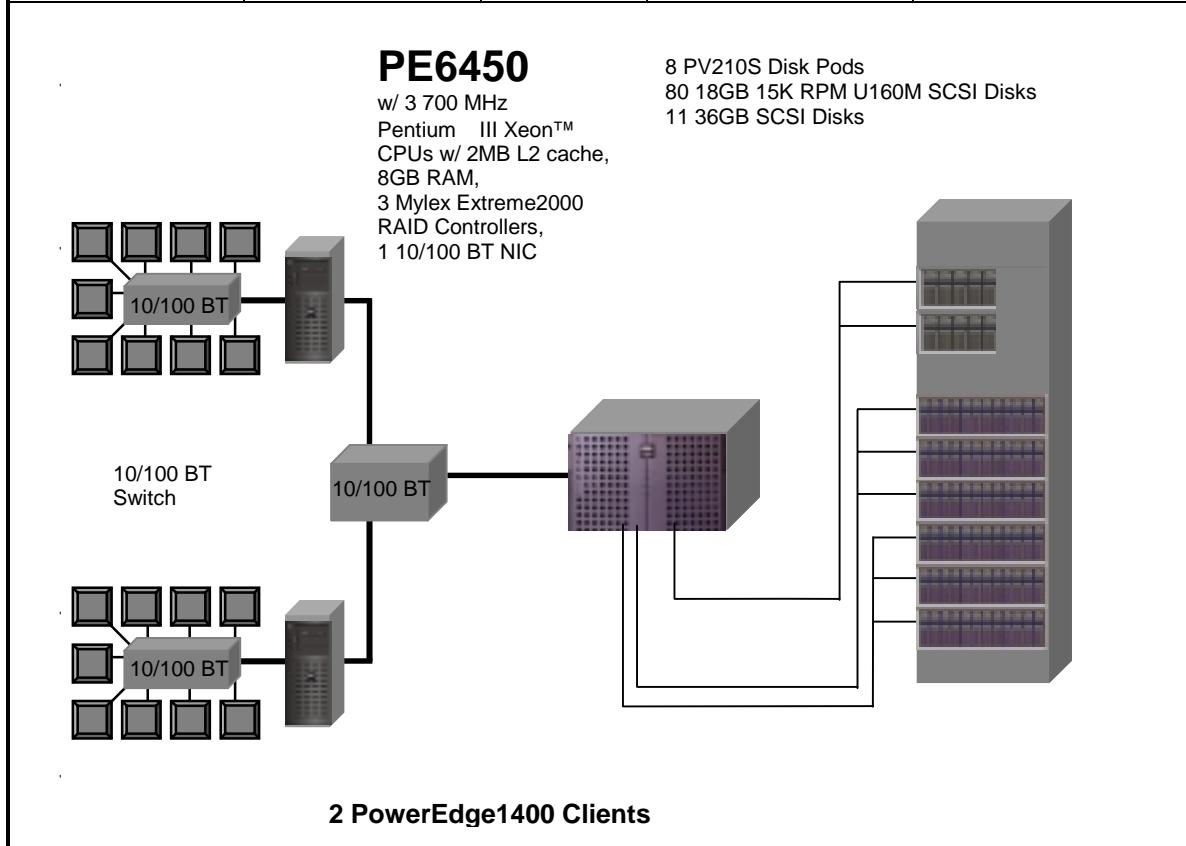 PE6450
w/ 3 700 MHz
Pentium III Xeon™
CPUs w/ 2MB L2 cache,
8GB RAM,
3 Mylex Extreme2000
RAID Controllers,
1 10/100 BT NIC
8 PV210S Disk Pods
80 18GB 15K RPM U160M SCSI Disks
11 36GB SCSI Disks
10/100 BT
10/100 BT
Switch
10/100 BT
10/100 BT
2 PowerEdge1400 Clients